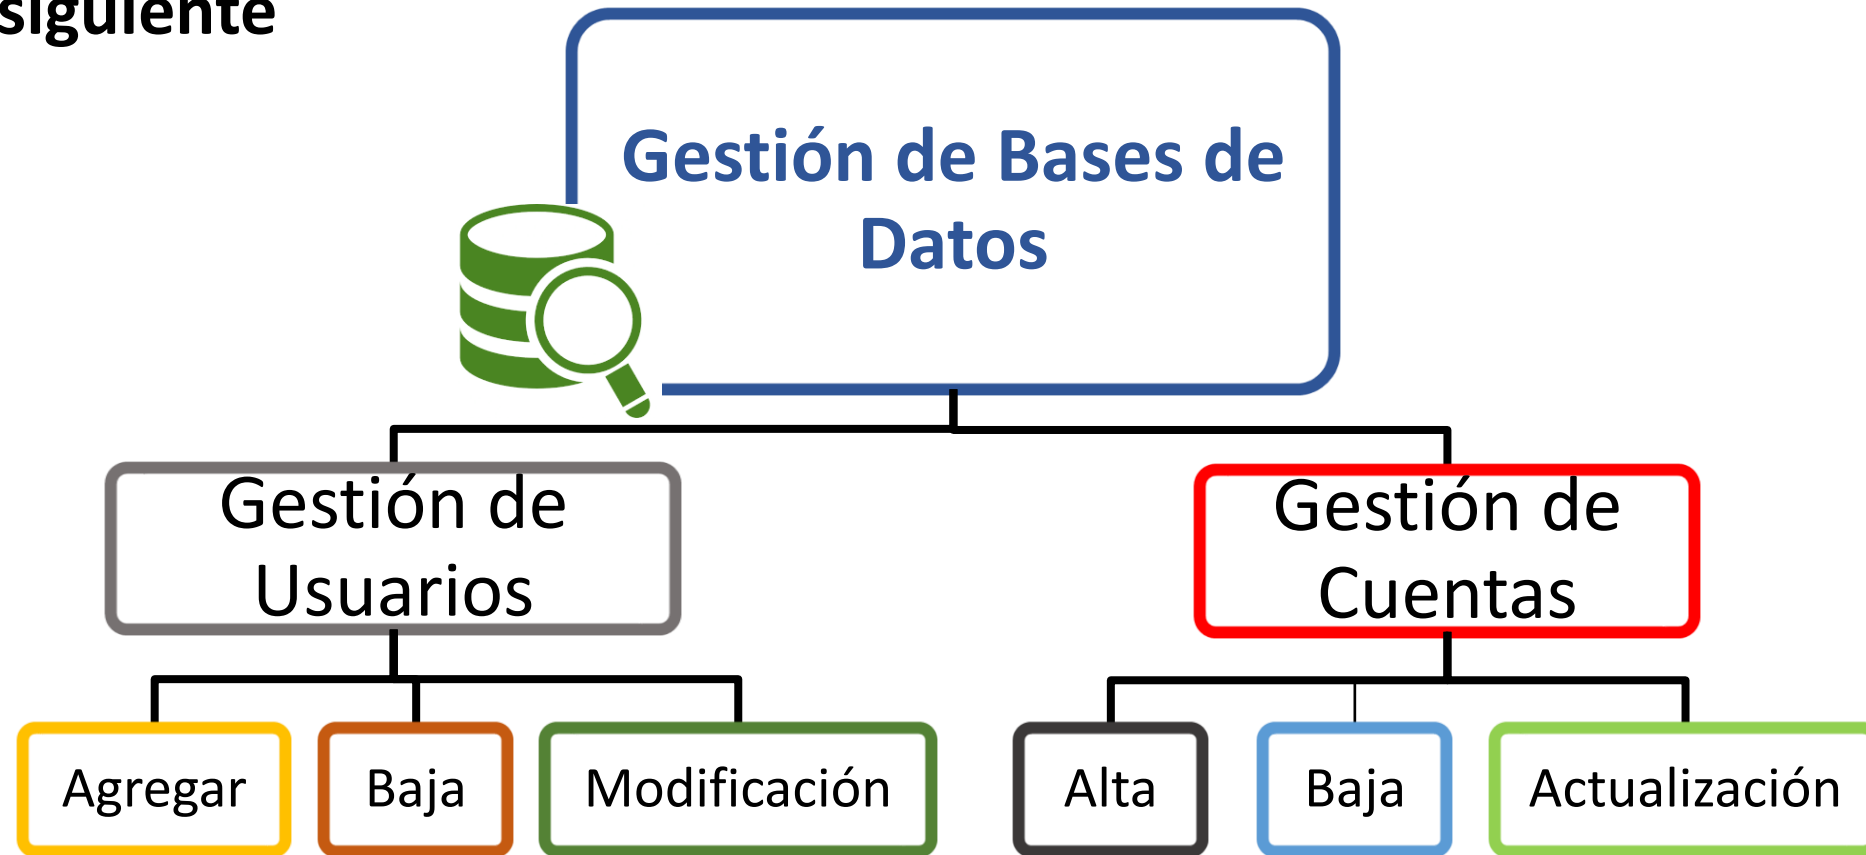 siguiente
Gestión de Bases de
Datos
Gestión de
Usuarios
Gestión de
Cuentas
Agregar
Baja
Modificación
Alta
Baja
Actualización